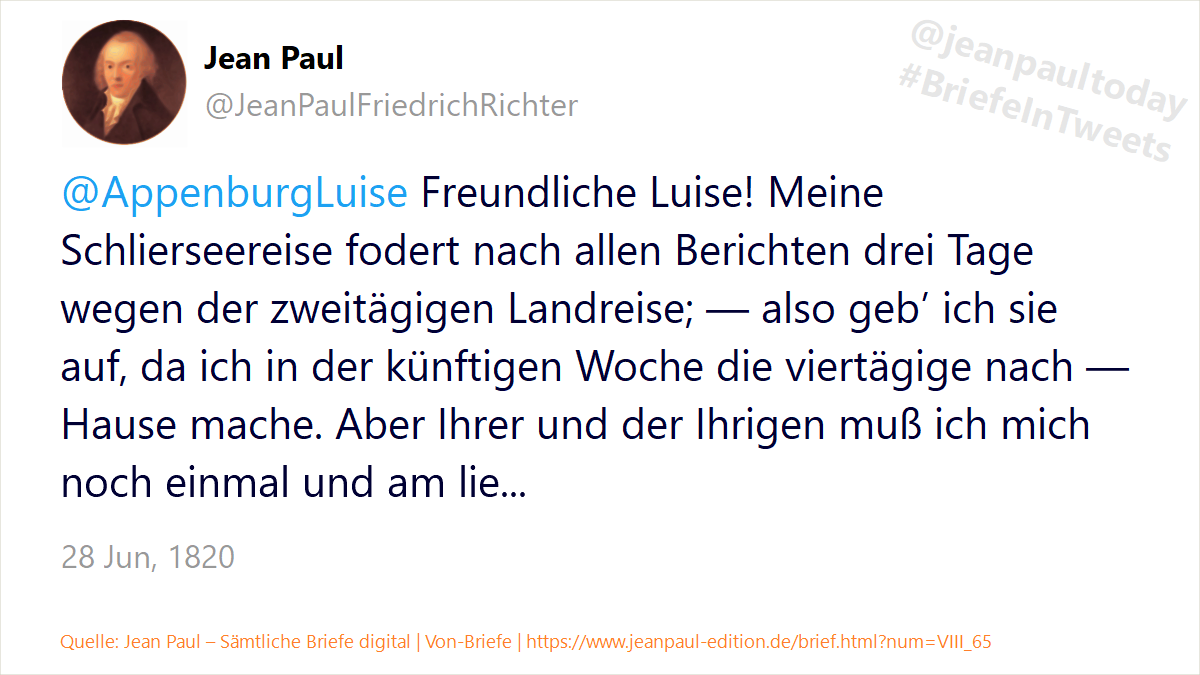 Jean Paul
@JeanPaulFriedrichRichter
@jeanpaultoday
#BriefeInTweets
@AppenburgLuise Freundliche Luise! Meine
Schlierseereise fodert nach allen Berichten drei Tage
wegen der zweitägigen Landreise; — also geb’ ich sie
auf, da ich in der künftigen Woche die viertägige nach —
Hause mache. Aber Ihrer und der Ihrigen muß ich mich
noch einmal und am lie...
28 Jun, 1820
Quelle: Jean Paul – Sämtliche Briefe digital | Von-Briefe | https://www.jeanpaul-edition.de/brief.html?num=VIII_65